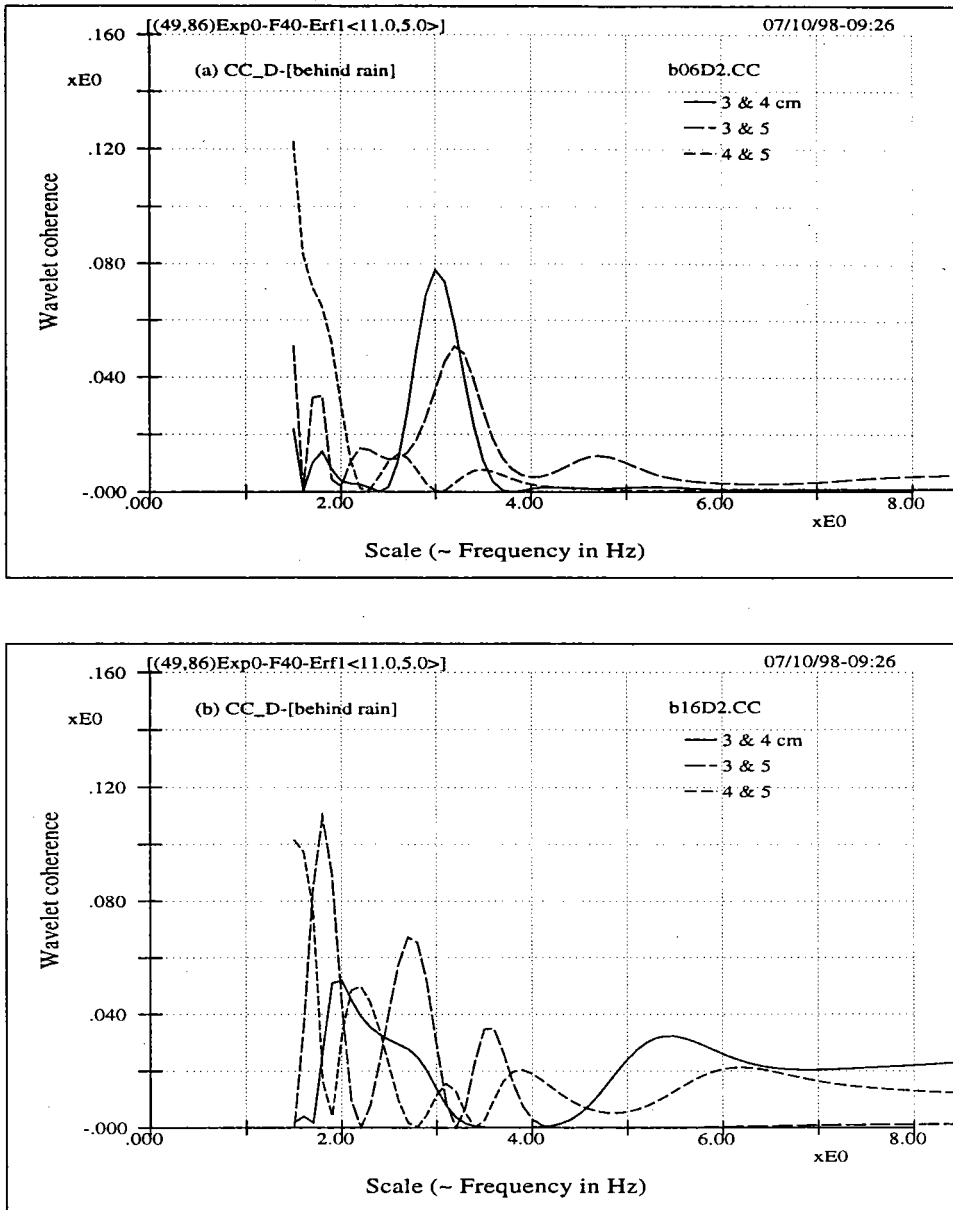 [(49,86)Exp0-F40-Erf1<11.0,5.0>] 07/10/98-09:26
.160
xE0
(a) CC_D-[behind rain] b06D2.CC
3 & 4 cm
3 & 5
4 & 5
.120
.080
.040
-.000
Wavelet coherence
.000 2.00 4.00 6.00 8.00
xE0
Scale (~ Frequency in Hz)
[(49,86)Exp0-F40-Erf1<11.0,5.0>] 07/10/98-09:26
.160
xE0
(b) CC_D-[behind rain] b16D2.CC
3 & 4 cm
3 & 5
4 & 5
.120
.080
.040
-.000
Wavelet coherence
.000 2.00 4.00 6.00 8.00
xE0
Scale (~ Frequency in Hz)